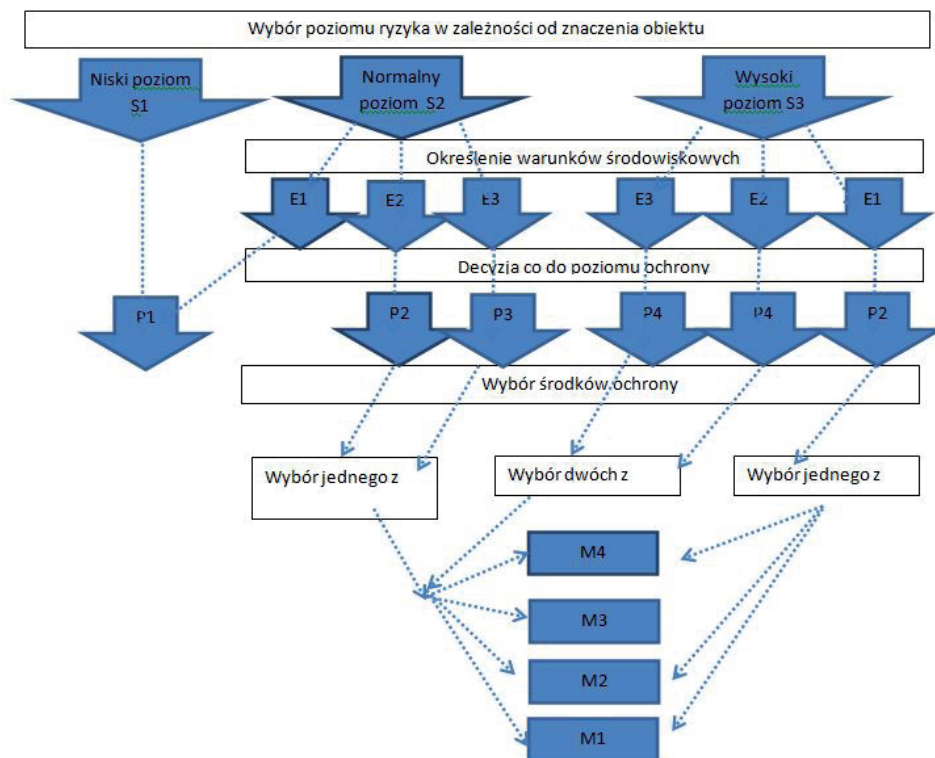 Wybór poziomu ryzyka w zależności od znaczenia obiektu
Niski poziom
S1
Normalny
poziom S2
Wysoki
poziom S3
Określenie warunków środowiskowych
E1
E2
E3
E3
E2
E1
Decyzja co do poziomu ochrony
P1
P2
P3
P4
P4
P2
Wybór środków ochrony
Wybór jednego z
Wybór dwóch z
Wybór jednego z
M4
M3
M2
M1